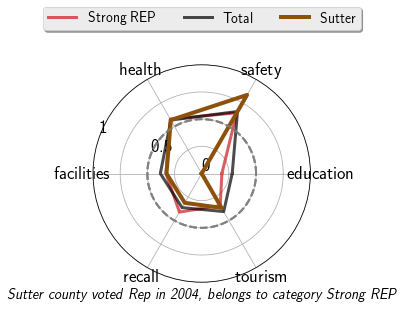 Strong REP Total Sutter
health safety
1
0.5
0
facilities education
recall tourism
Sutter county voted Rep in 2004, belongs to category Strong REP